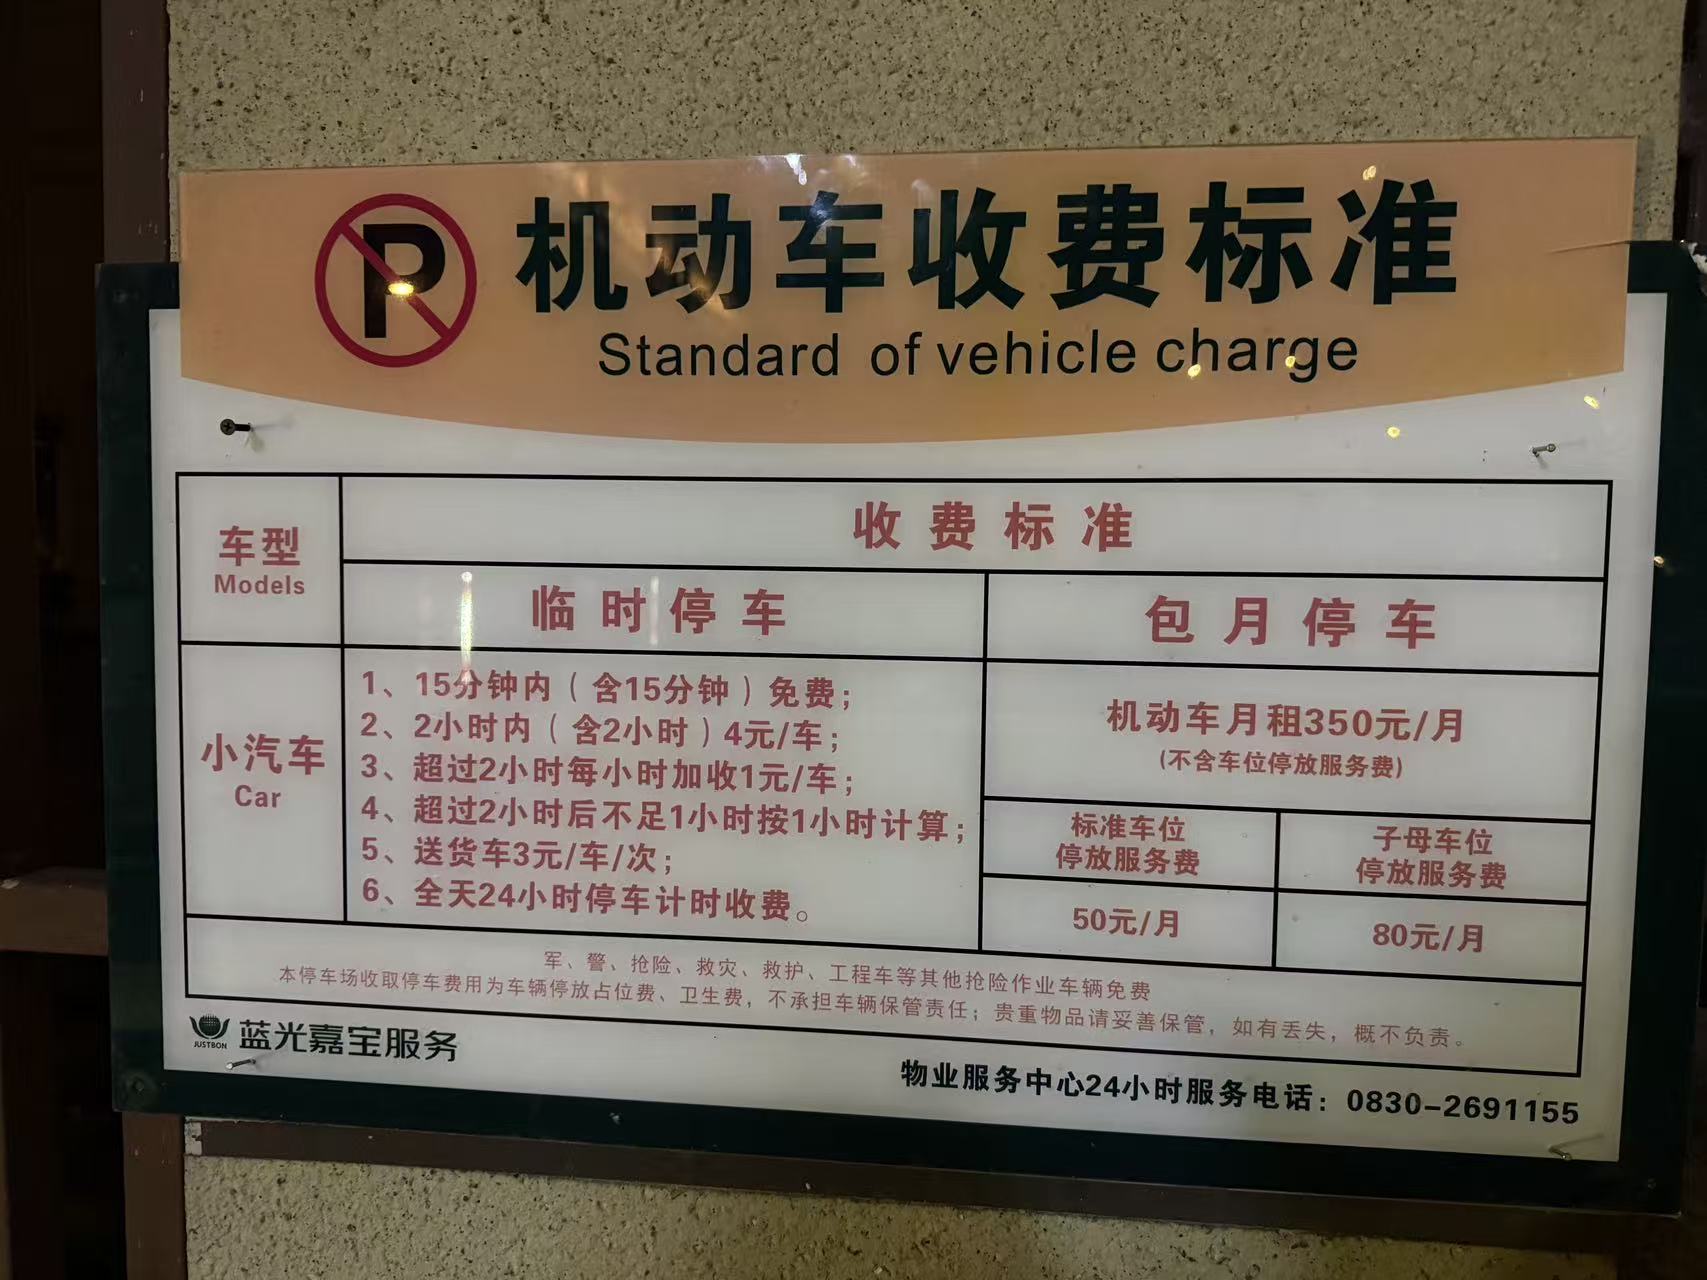 P 机动车收费标准
Standard of vehicle charge
车型
Models
收费标准
临时停车
包月停车
小汽车
Car
1、15分钟内（含15分钟）免费；
2、2小时内（含2小时）4元/车；
3、超过2小时每小时加收1元/车；
4、超过2小时后不足1小时按1小时计算；
5、送货车3元/车/次；
6、全天24小时停车计时收费。
机动车月租350元/月
(不含车位停放服务费)
标准车位
停放服务费
子母车位
停放服务费
50元/月
80元/月
军、警、抢险、救灾、救护、工程车等其他抢险作业车辆免费
本停车场收取停车费用为车辆停放占位费、卫生费，不承担车辆保管责任；贵重物品请妥善保管，如有丢失，概不负责。
JUSTBON 蓝光嘉宝服务
物业服务中心24小时服务电话：0830-2691155